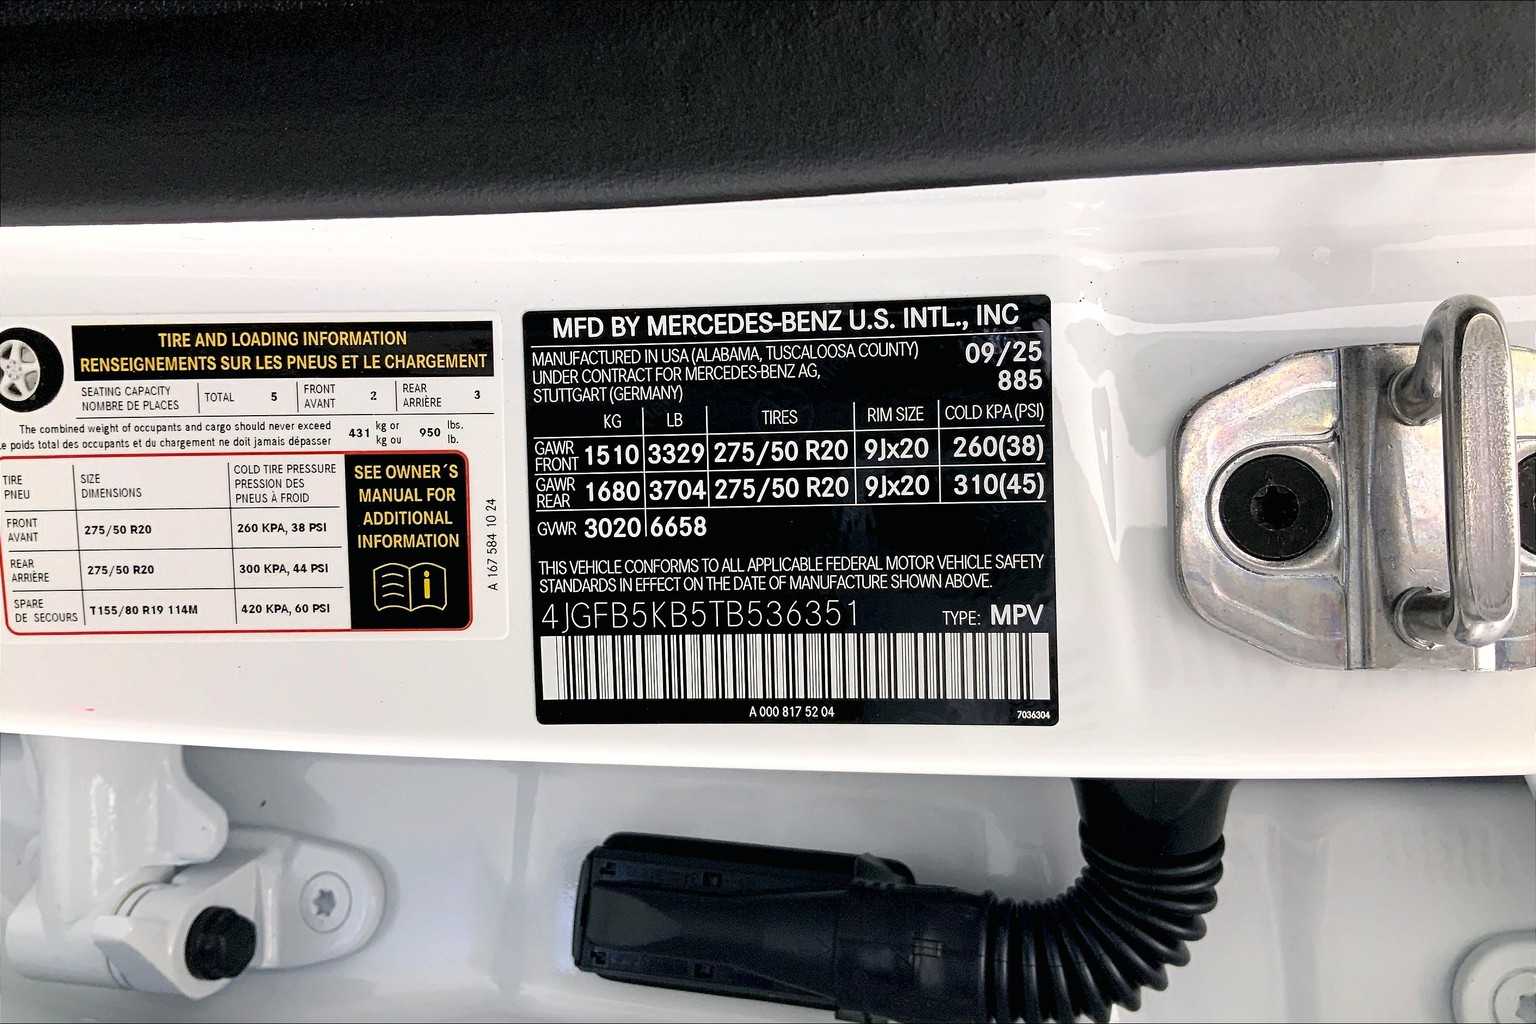 TIRE AND LOADING INFORMATION
RENSEIGNEMENTS SUR LES PNEUS ET LE CHARGEMENT
SEATING CAPACITY
NOMBRE DE PLACES
TOTAL 5
FRONT
AVANT
2
REAR
ARRIÈRE
3
The combined weight of occupants and cargo should never exceed
Le poids total des occupants et du chargement ne doit jamais dépasser
431 kg or
kg ou
950 lbs.
lb.
TIRE
PNEU
SIZE
DIMENSIONS
COLD TIRE PRESSURE
PRESSION DES
PNEUS À FROID
FRONT
AVANT
275/50 R20
260 KPA, 38 PSI
REAR
ARRIÈRE
275/50 R20
300 KPA, 44 PSI
SPARE
DE SECOURS
T155/80 R19 114M
420 KPA, 60 PSI
SEE OWNER´S
MANUAL FOR
ADDITIONAL
INFORMATION
A 167 584 10 24
MFD BY MERCEDES-BENZ U.S. INTL., INC
MANUFACTURED IN USA (ALABAMA, TUSCALOOSA COUNTY)
UNDER CONTRACT FOR MERCEDES-BENZ AG,
STUTTGART (GERMANY)
09/25
885
KG LB TIRES RIM SIZE COLD KPA (PSI)
GAWR
FRONT
1510 3329 275/50 R20 9Jx20 260(38)
GAWR
REAR
1680 3704 275/50 R20 9Jx20 310(45)
GVWR 3020 6658
THIS VEHICLE CONFORMS TO ALL APPLICABLE FEDERAL MOTOR VEHICLE SAFETY
STANDARDS IN EFFECT ON THE DATE OF MANUFACTURE SHOWN ABOVE.
4JGFB5KB5TB536351 TYPE: MPV
A 000 817 52 04
7036304